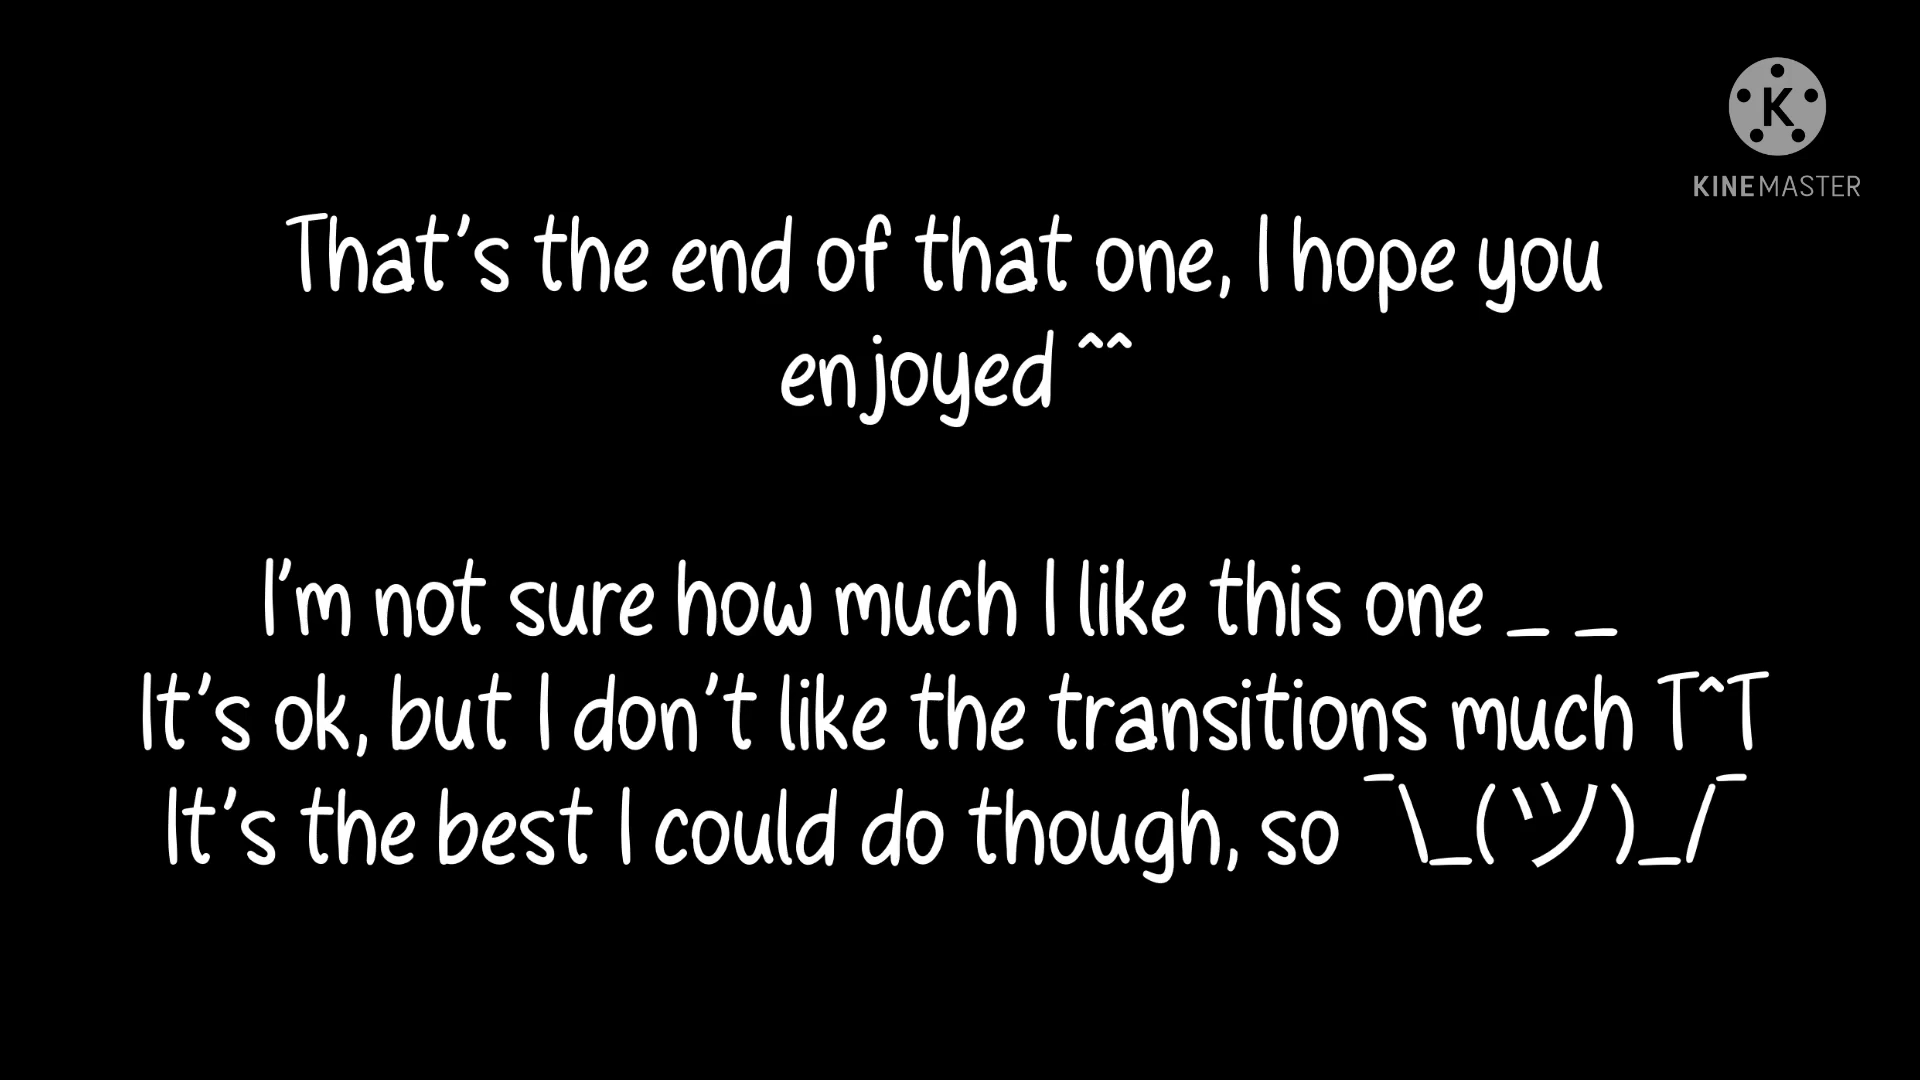 K
KINEMASTER
That's the end of that one, I hope you
enjoyed ^^
I'm not sure how much I like this one _ _
It's ok, but I don't like the transitions much T^T
It's the best I could do though, so ¯\_(ツ)_/¯